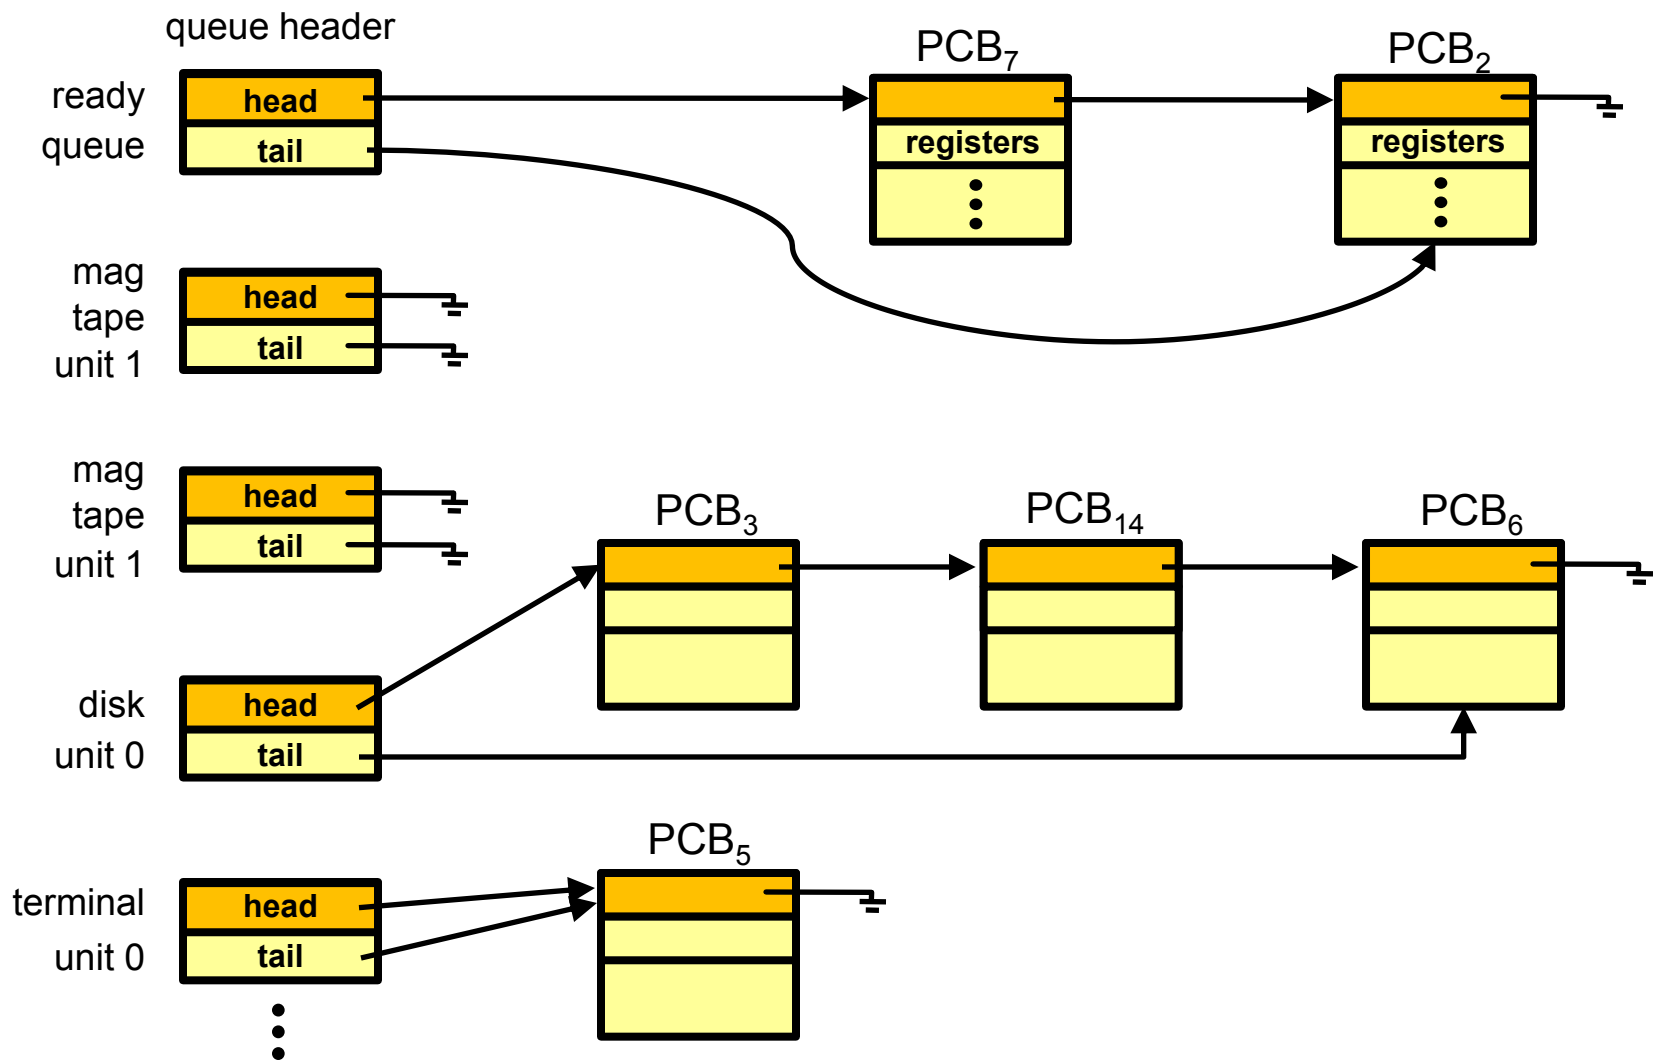 queue header
PCB7
PCB2
ready
queue
head
tail
registers
registers
mag
tape
unit 1
head
tail
mag
tape
unit 1
head
tail
PCB3
PCB14
PCB6
disk
unit 0
head
tail
PCB5
terminal
unit 0
head
tail